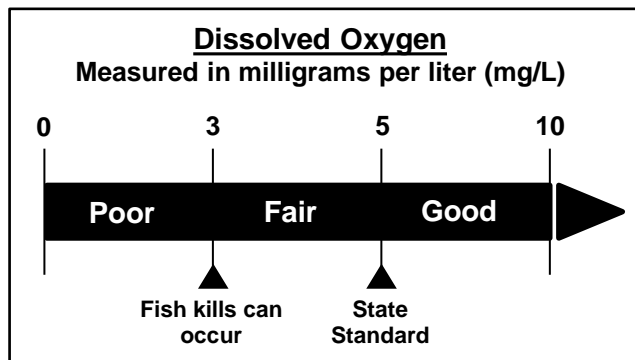 Dissolved Oxygen
Measured in milligrams per liter (mg/L)
0 3 5 10
Poor Fair Good
Fish kills can
occur
State
Standard